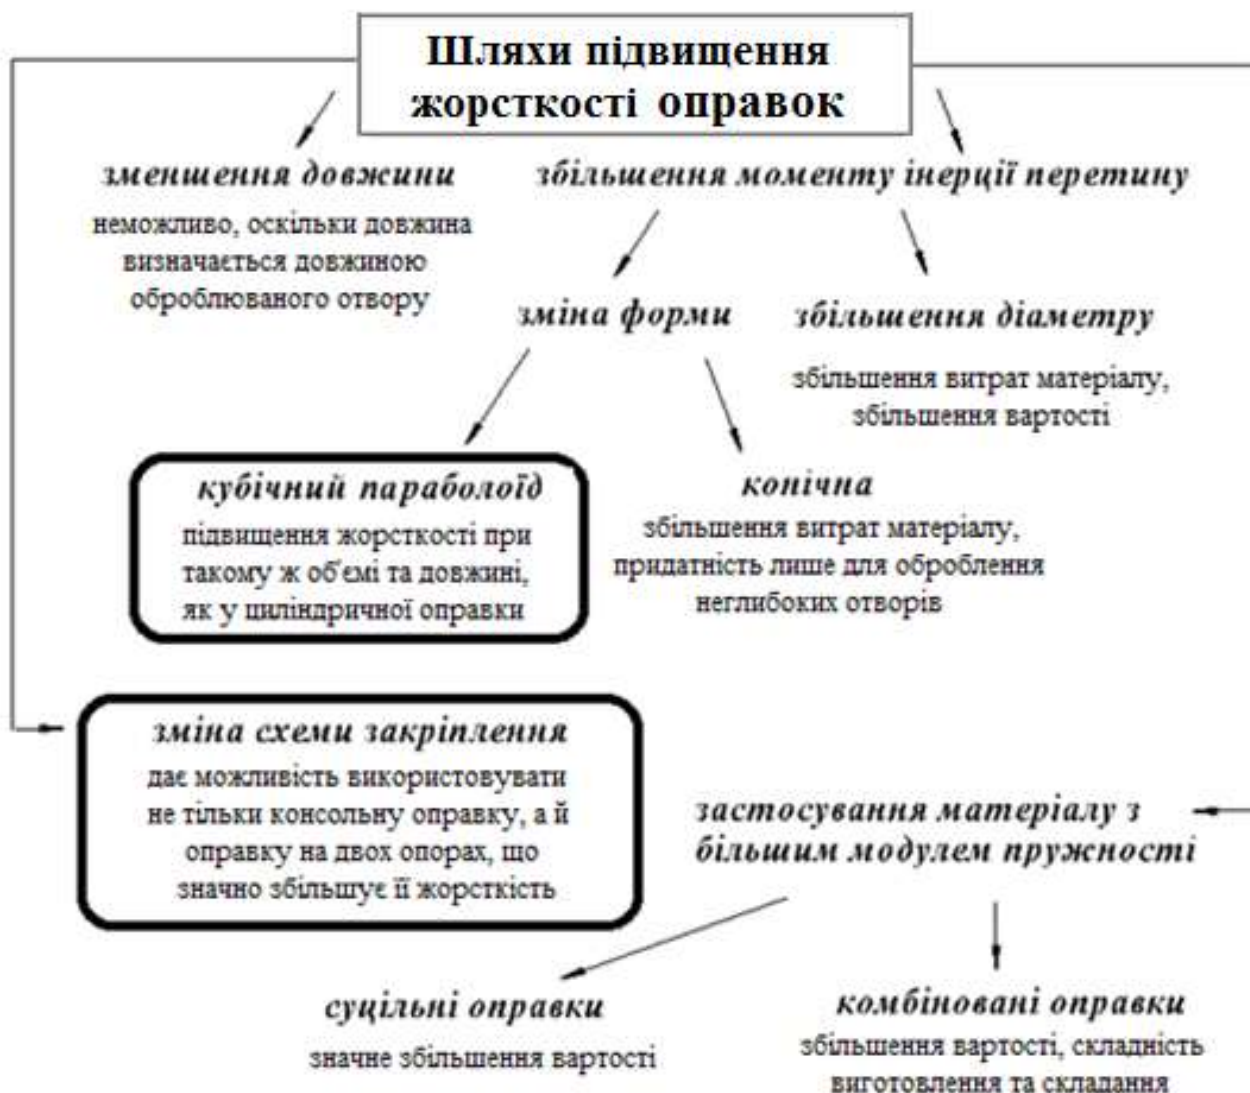 Шляхи підвищення
жорсткості оправок
зменшення довжини
неможливо, оскільки довжина
визначається довжиною
оброблюваного отвору
збільшення моменту інерції перетину
зміна форми
збільшення діаметру
збільшення витрат матеріалу,
збільшення вартості
кубічний параболоїд
підвищення жорсткості при
такому ж об'ємі та довжині,
як у циліндричної оправки
конічна
збільшення витрат матеріалу,
придатність лише для оброблення
неглибоких отворів
зміна схеми закріплення
дає можливість використовувати
не тільки консольну оправку, а й
оправку на двох опорах, що
значно збільшує її жорсткість
застосування матеріалу з
більшим модулем пружності
суцільні оправки
значне збільшення вартості
комбіновані оправки
збільшення вартості, складність
виготовлення та складання